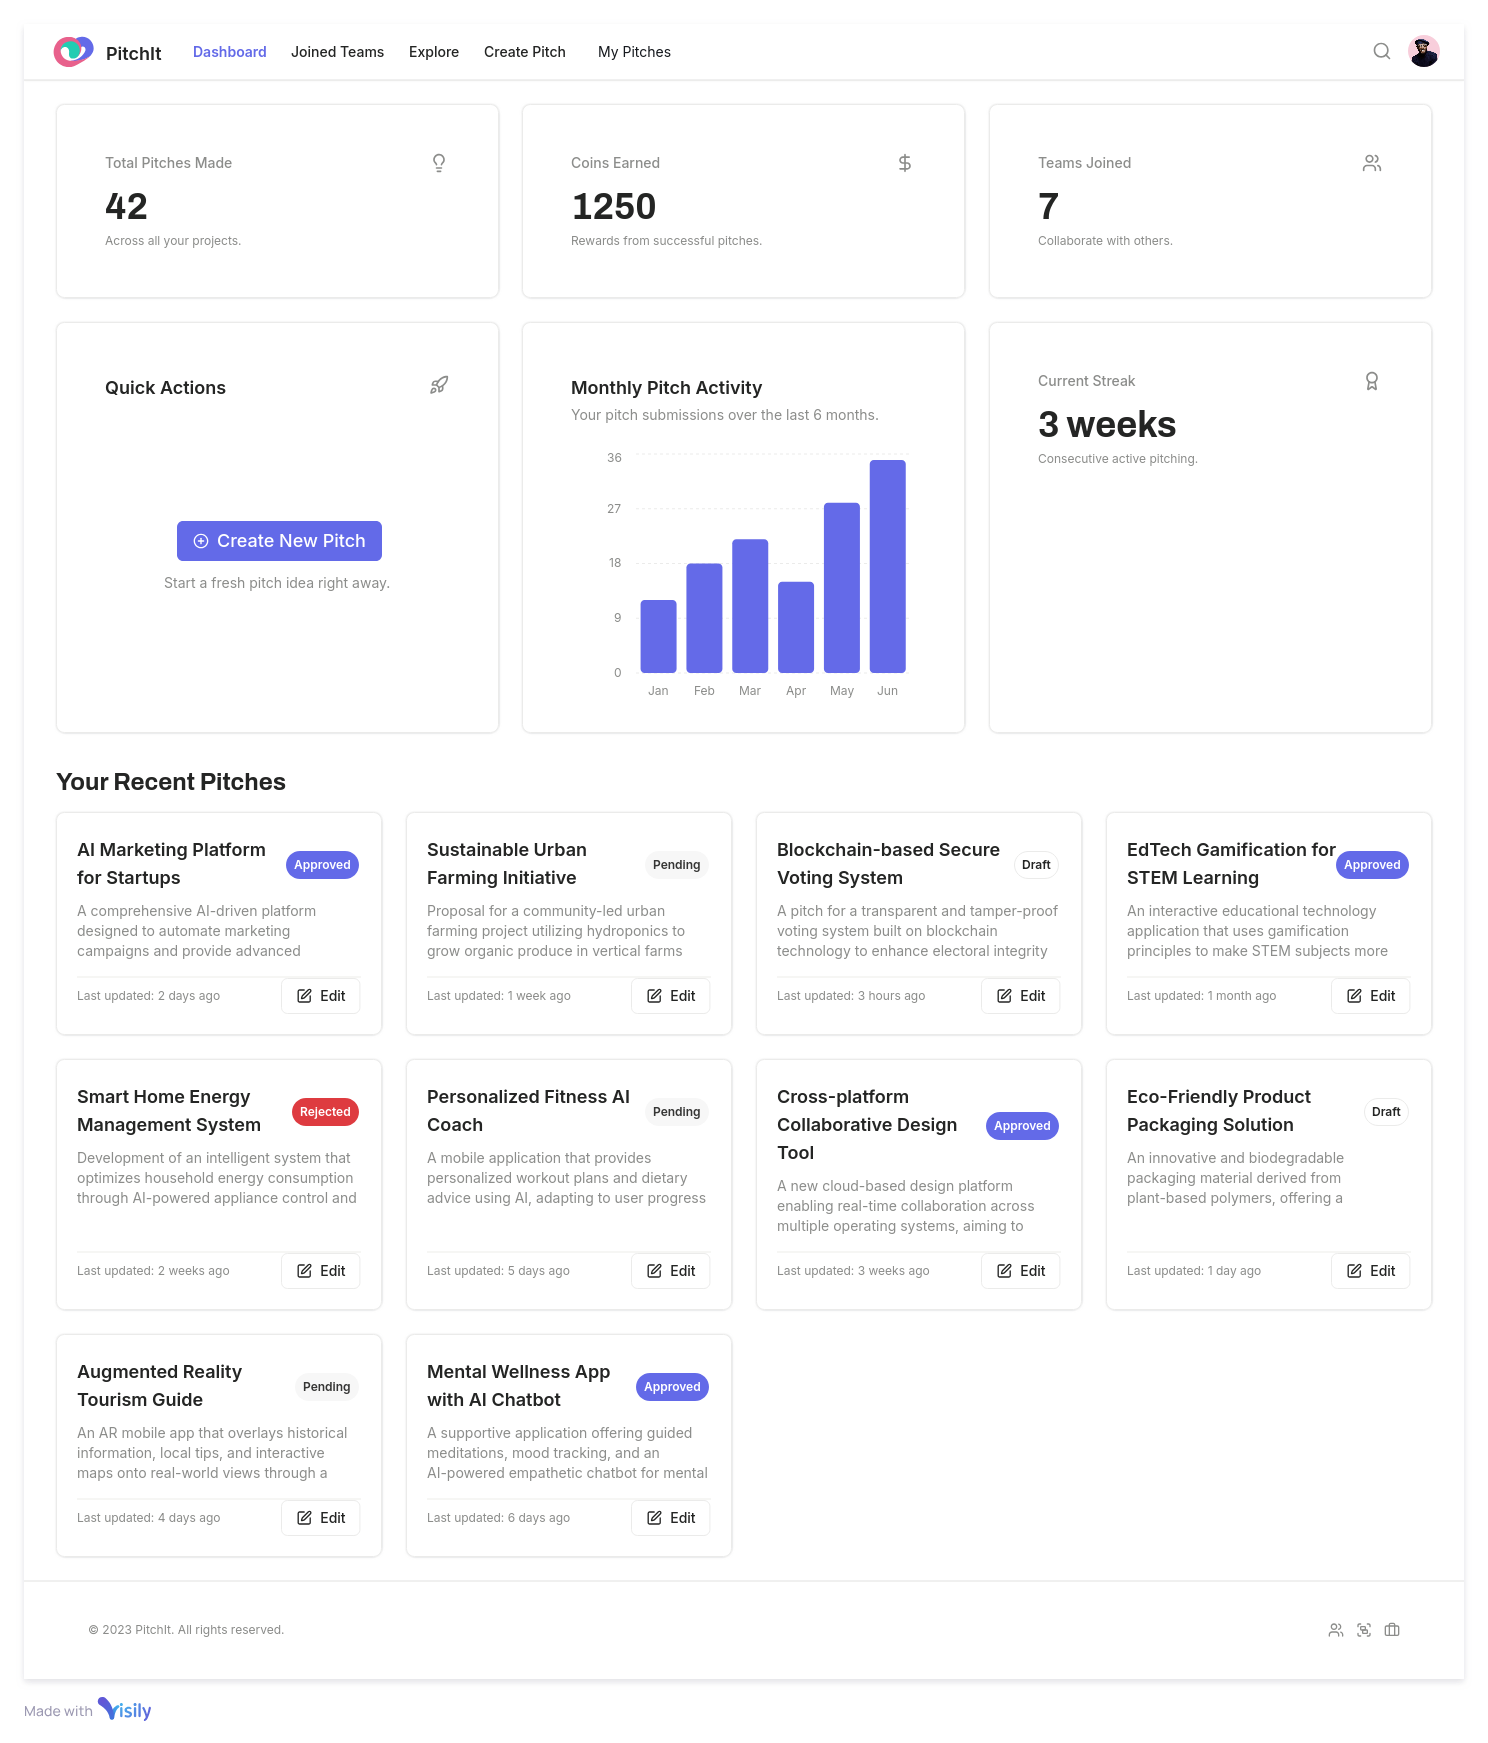 PitchIt
Dashboard
Joined Teams
Explore
Create Pitch
My Pitches
Total Pitches Made
42
Across all your projects.
Coins Earned
1250
Rewards from successful pitches.
Teams Joined
7
Collaborate with others.
Quick Actions
Create New Pitch
Start a fresh pitch idea right away.
Monthly Pitch Activity
Your pitch submissions over the last 6 months.
36
27
18
9
0
Jan
Feb
Mar
Apr
May
Jun
Current Streak
3 weeks
Consecutive active pitching.
Your Recent Pitches
AI Marketing Platform
for Startups
Approved
A comprehensive AI-driven platform
designed to automate marketing
campaigns and provide advanced
Last updated: 2 days ago
Edit
Sustainable Urban
Farming Initiative
Pending
Proposal for a community-led urban
farming project utilizing hydroponics to
grow organic produce in vertical farms
Last updated: 1 week ago
Edit
Blockchain-based Secure
Voting System
Draft
A pitch for a transparent and tamper-proof
voting system built on blockchain
technology to enhance electoral integrity
Last updated: 3 hours ago
Edit
EdTech Gamification for
STEM Learning
Approved
An interactive educational technology
application that uses gamification
principles to make STEM subjects more
Last updated: 1 month ago
Edit
Smart Home Energy
Management System
Rejected
Development of an intelligent system that
optimizes household energy consumption
through AI-powered appliance control and
Last updated: 2 weeks ago
Edit
Personalized Fitness AI
Coach
Pending
A mobile application that provides
personalized workout plans and dietary
advice using AI, adapting to user progress
Last updated: 5 days ago
Edit
Cross-platform
Collaborative Design
Tool
Approved
A new cloud-based design platform
enabling real-time collaboration across
multiple operating systems, aiming to
Last updated: 3 weeks ago
Edit
Eco-Friendly Product
Packaging Solution
Draft
An innovative and biodegradable
packaging material derived from
plant-based polymers, offering a
Last updated: 1 day ago
Edit
Augmented Reality
Tourism Guide
Pending
An AR mobile app that overlays historical
information, local tips, and interactive
maps onto real-world views through a
Last updated: 4 days ago
Edit
Mental Wellness App
with AI Chatbot
Approved
A supportive application offering guided
meditations, mood tracking, and an
AI-powered empathetic chatbot for mental
Last updated: 6 days ago
Edit
© 2023 PitchIt. All rights reserved.
Made with Visily